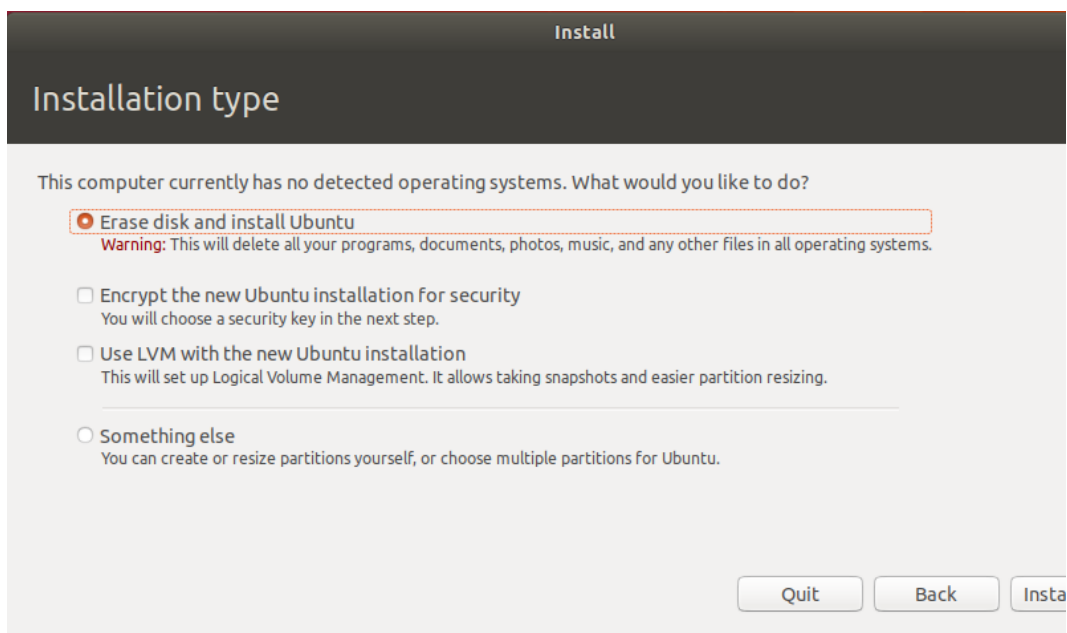 Install
Installation type
This computer currently has no detected operating systems. What would you like to do?
Erase disk and install Ubuntu
Warning: This will delete all your programs, documents, photos, music, and any other files in all operating systems.
Encrypt the new Ubuntu installation for security
You will choose a security key in the next step.
Use LVM with the new Ubuntu installation
This will set up Logical Volume Management. It allows taking snapshots and easier partition resizing.
Something else
You can create or resize partitions yourself, or choose multiple partitions for Ubuntu.
Quit Back Insta